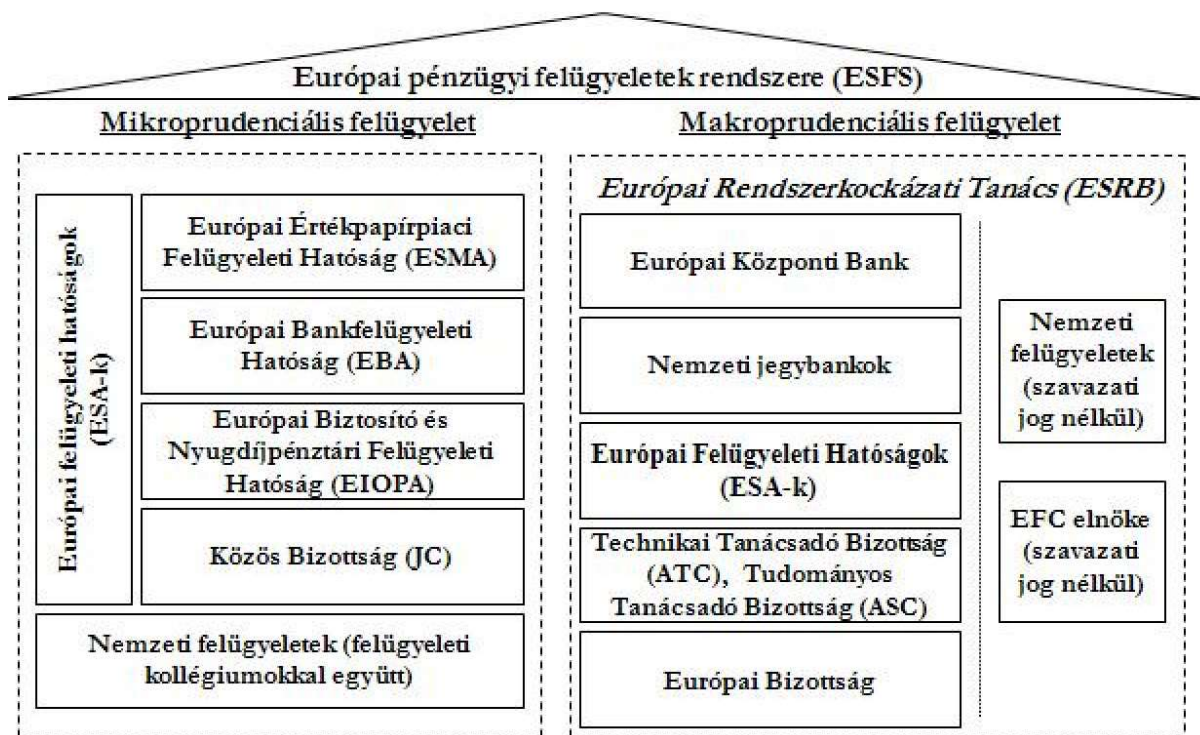 Európai pénzügyi felügyeletek rendszere (ESFS)
Mikroprudenciális felügyelet
Európai felügyeleti hatóságok
(ESA-k)
Európai Értékpapírpiaci
Felügyeleti Hatóság (ESMA)
Európai Bankfelügyeleti
Hatóság (EBA)
Európai Biztosító és
Nyugdíjpénztári Felügyeleti
Hatóság (EIOPA)
Közös Bizottság (JC)
Nemzeti felügyeletek (felügyeleti
kollégiumokkal együtt)
Makroprudenciális felügyelet
Európai Rendszerkockázati Tanács (ESRB)
Európai Központi Bank
Nemzeti jegybankok
Európai Felügyeleti Hatóságok
(ESA-k)
Technikai Tanácsadó Bizottság
(ATC), Tudományos
Tanácsadó Bizottság (ASC)
Európai Bizottság
Nemzeti
felügyeletek
(szavazati
jog nélkül)
EFC elnöke
(szavazati
jog nélkül)